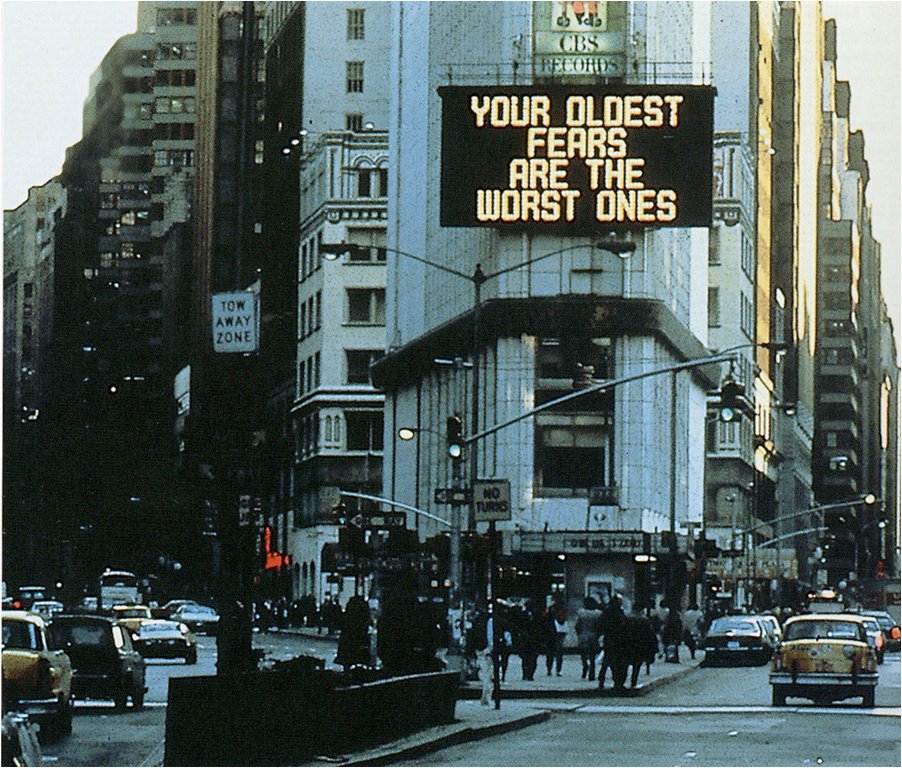 CBS
RECORDS
YOUR OLDEST
FEARS
ARE THE
WORST ONES
TOW
AWAY
ZONE
NO
TURNS